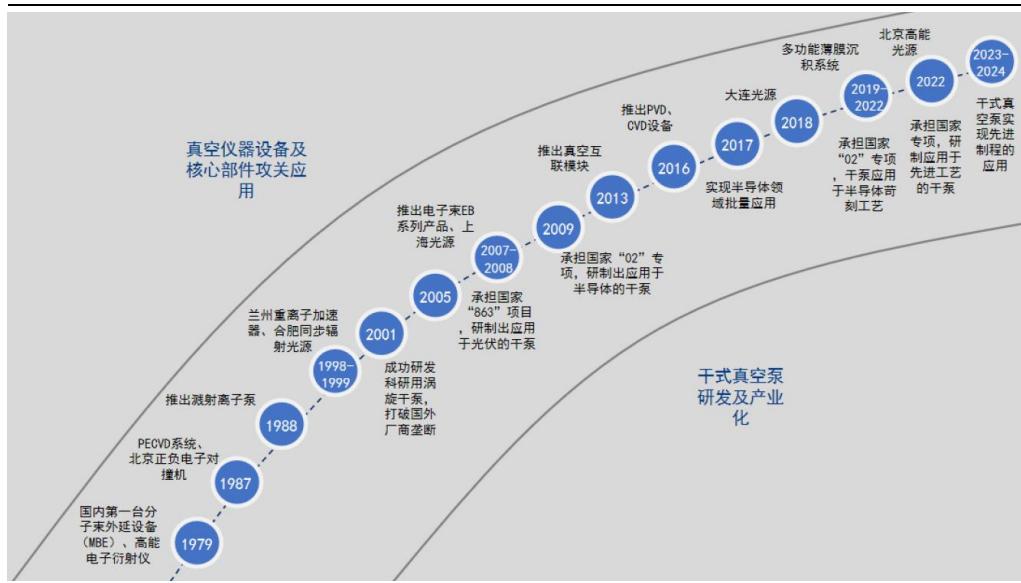 真空仪器设备及
核心部件攻关应
用
国内第一台分
子束外延设备
(MBE)、高能
电子衍射仪
1979
PECVD系统、
北京正负电子对
撞机
1987
推出溅射离子泵
1988
兰州重离子加速
器、合肥同步辐
射光源
1998-
1999
2001
成功研发
科研用涡
旋干泵，
打破国外
厂商垄断
2005
推出电子束EB
系列产品、上
海光源
2007-
2008
承担国家
“863”项目
，研制出应用
于光伏的干泵
2009
承担国家“02”专
项，研制出应用于
半导体的干泵
推出真空互
联模块
2013
推出PVD、
CVD设备
2016
2017
实现半导体领
域批量应用
大连光源
2018
多功能薄膜沉
积系统
2019-
2022
承担国家
“02”专项
，干泵应用
于半导体苛
刻工艺
北京高能
光源
2022
承担国家
专项，研
制应用于
先进工艺
的干泵
2023-
2024
干式真
空泵实
现先进
制程的
应用
干式真空泵
研发及产业
化